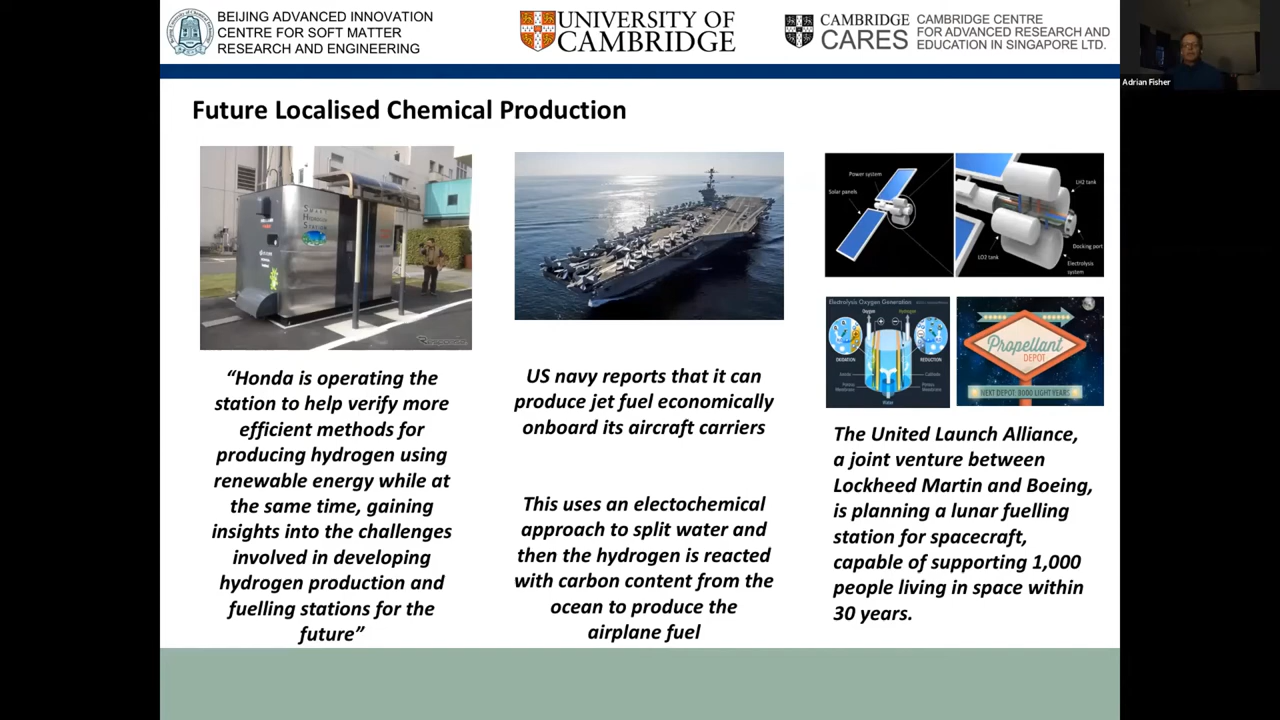 BEIJING ADVANCED INNOVATION
CENTRE FOR SOFT MATTER
RESEARCH AND ENGINEERING
UNIVERSITY OF
CAMBRIDGE
CAMBRIDGE
CARES
CAMBRIDGE CENTRE
FOR ADVANCED RESEARCH AND
EDUCATION IN SINGAPORE LTD.
Adrian Fisher
Future Localised Chemical Production
“Honda is operating the
station to help verify more
efficient methods for
producing hydrogen using
renewable energy while at
the same time, gaining
insights into the challenges
involved in developing
hydrogen production and
fuelling stations for the
future”
US navy reports that it can
produce jet fuel economically
onboard its aircraft carriers
This uses an electochemical
approach to split water and
then the hydrogen is reacted
with carbon content from the
ocean to produce the
airplane fuel
Power system
Solar panels
LH2 tank
LO2 tank
Docking port
Electrolysis
system
Electrolysis Oxygen Generation
Oxygen
Hydrogen
OXIDATION
REDUCTION
Anode
Cathode
Porous
Membrane
Porous
Membrane
Water
Propellant
DEPOT
NEXT DEPOT: 3000 LIGHT YEARS
The United Launch Alliance,
a joint venture between
Lockheed Martin and Boeing,
is planning a lunar fuelling
station for spacecraft,
capable of supporting 1,000
people living in space within
30 years.